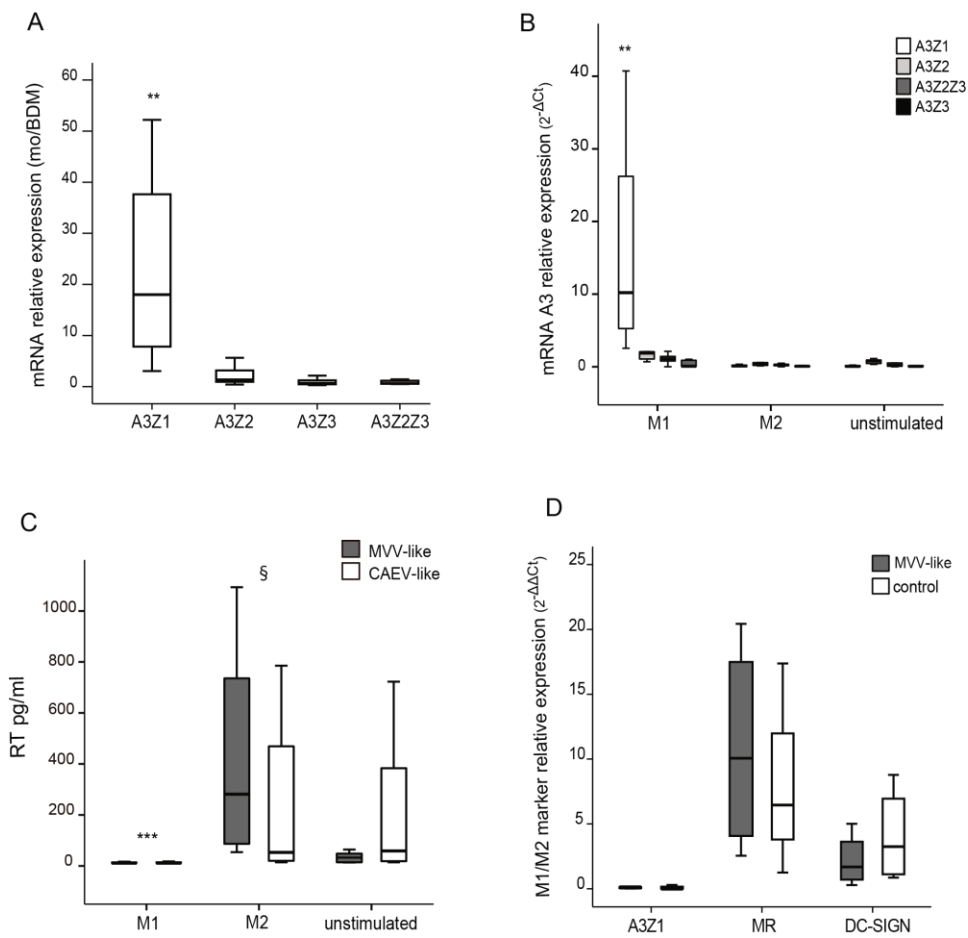 A
mRNA relative expression (mo/BDM)
60
50
40
30
20
10
0
**
A3Z1 A3Z2 A3Z3 A3Z2Z3
B
mRNA A3 relative expression (2-ΔCt)
40
30
20
10
0
**
A3Z1
A3Z2
A3Z2Z3
A3Z3
M1 M2 unstimulated
C
RT pg/ml
1000
800
600
400
200
0
MVV-like
CAEV-like
§
***
M1 M2 unstimulated
D
M1/M2 marker relative expression (2-ΔΔCt)
25
20
15
10
5
0
MVV-like
control
A3Z1 MR DC-SIGN